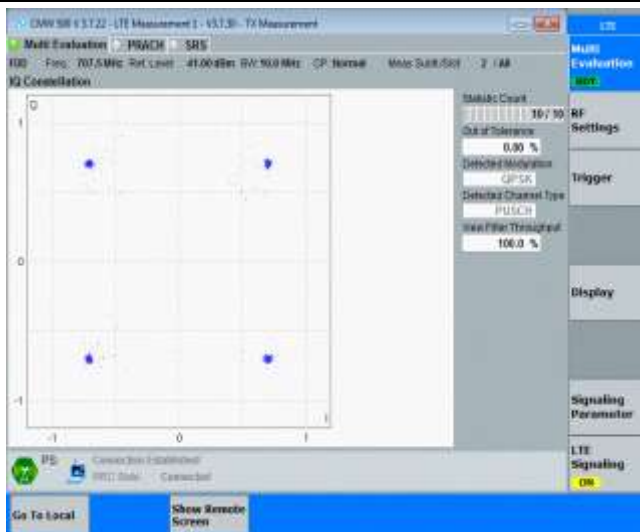 CMW 500 V 3.7.22 - LTE Measurement 1 - V3.7.30 - TX Measurement
Multi Evaluation PRACH SRS
FDD Freq: 707.5 MHz Ref. Level: 41.00 dBm BW: 10.0 MHz CP: Normal Meas Subfr./Slot 2 / All
IQ Constellation
Q
1
0
-1
-1 0 1
I
Statistic Count
10 / 10
Out of Tolerance
0.00 %
Detected Modulation
QPSK
Detected Channel Type
PUSCH
View Filter Throughput
100.0 %
PS:
Connection Established
RRC State: Connected
Go To Local
Show Remote
Screen
LTE
Multi
Evaluation
RDY
RF
Settings
Trigger
Display
Signaling
Parameter
LTE
Signaling
ON